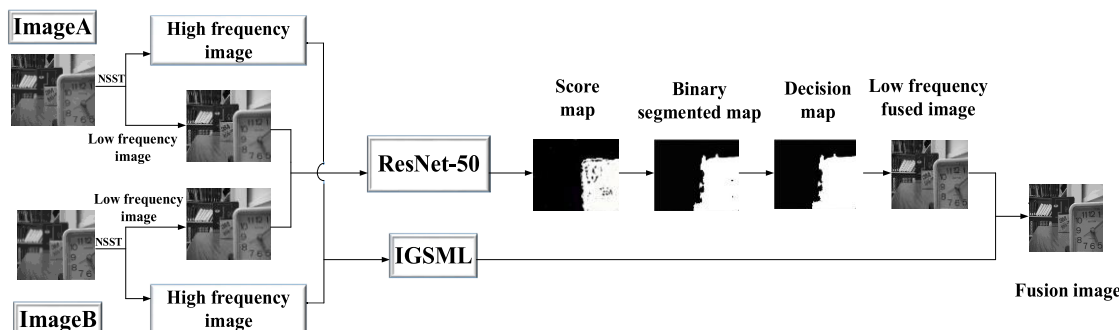 ImageA
High frequency
image
NSST
Low frequency
image
Low frequency
image
NSST
ImageB
High frequency
image
ResNet-50
IGSML
Score
map
Binary
segmented map
Decision
map
Low frequency
fused image
Fusion image